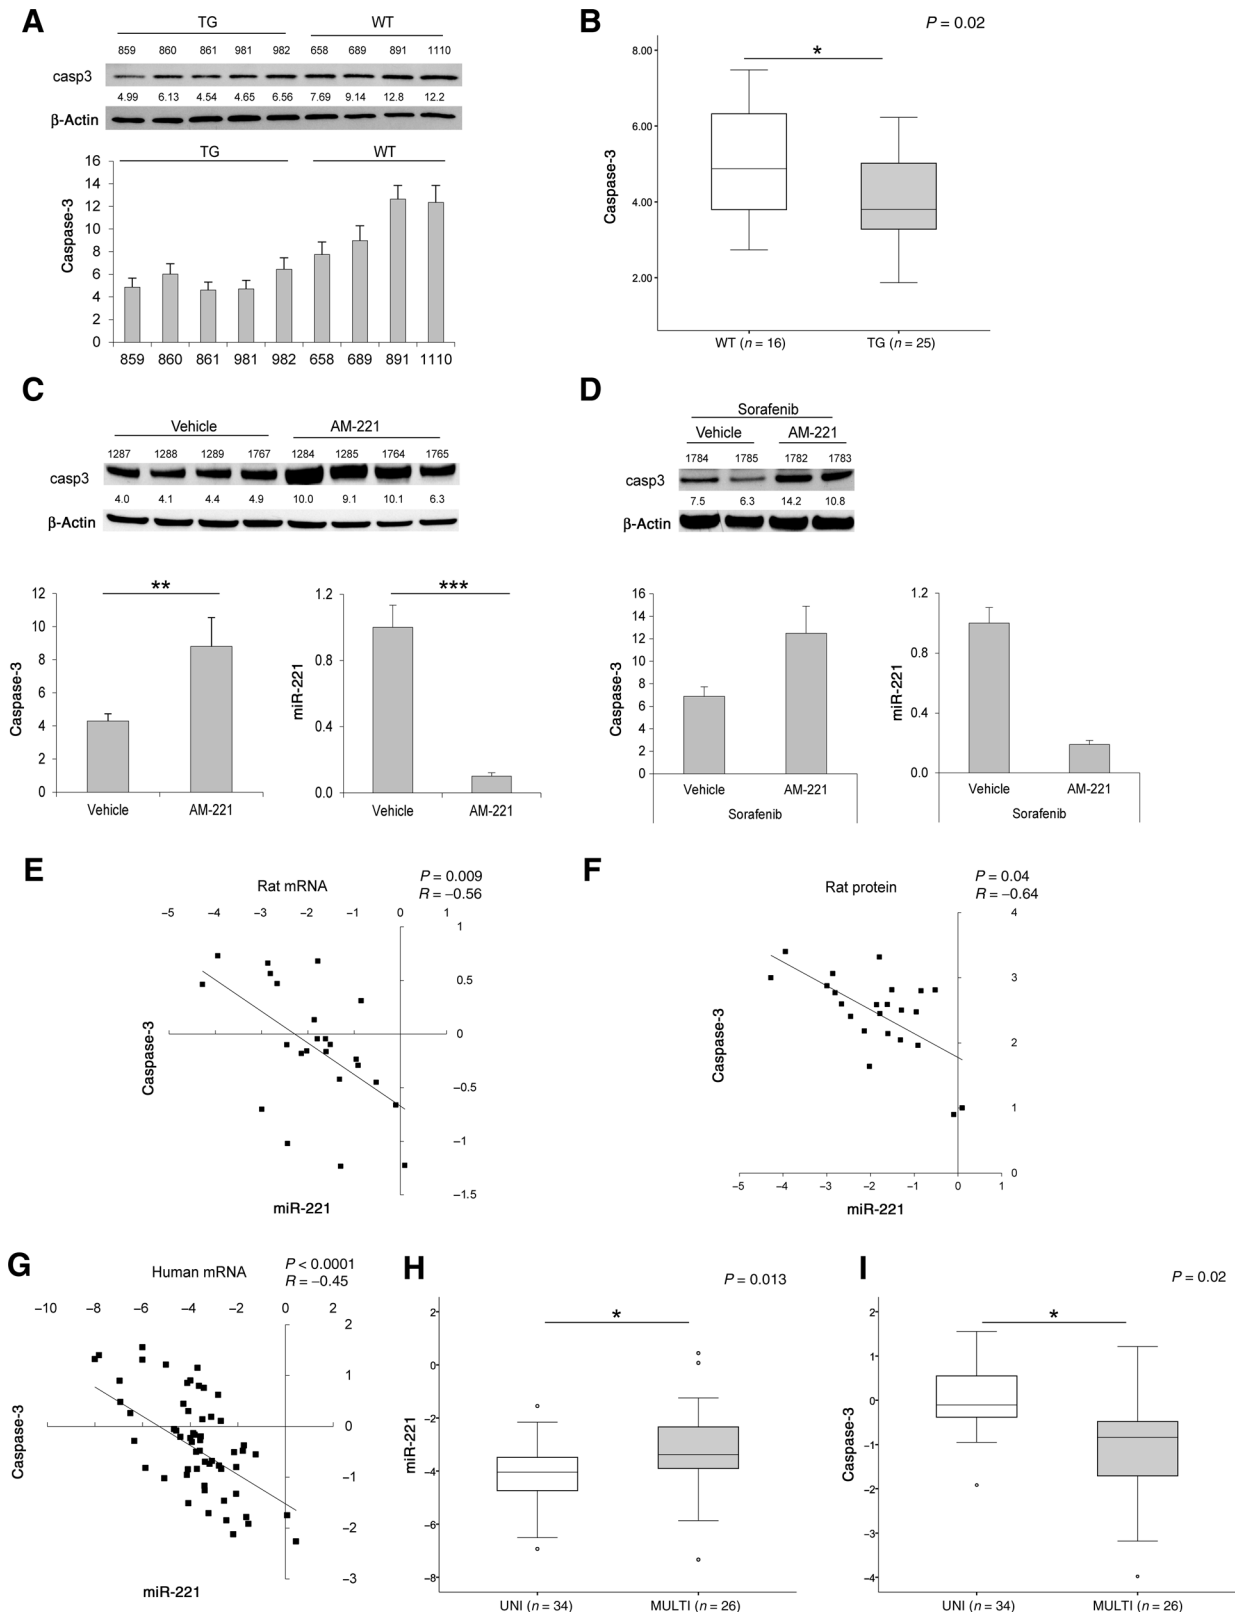 A
TG WT
859 860 861 981 982 658 689 891 1110
casp3
4.99 6.13 4.54 4.65 6.56 7.69 9.14 12.8 12.2
β-Actin
TG WT
Caspase-3
16
14
12
10
8
6
4
2
0
859 860 861 981 982 658 689 891 1110
B
P = 0.02
*
Caspase-3
8.00
6.00
4.00
2.00
WT (n = 16) TG (n = 25)
C
Vehicle AM-221
1287 1288 1289 1767 1284 1285 1764 1765
casp3
4.0 4.1 4.4 4.9 10.0 9.1 10.1 6.3
β-Actin
**
Caspase-3
12
10
8
6
4
2
0
Vehicle AM-221
***
miR-221
1.2
0.8
0.4
0.0
Vehicle AM-221
D
Sorafenib
Vehicle AM-221
1784 1785 1782 1783
casp3
7.5 6.3 14.2 10.8
β-Actin
Caspase-3
16
14
12
10
8
6
4
2
0
Vehicle AM-221
Sorafenib
miR-221
1.2
0.8
0.4
0.0
Vehicle AM-221
Sorafenib
E
Rat mRNA
P = 0.009
R = −0.56
−5 −4 −3 −2 −1 0 1
1
0.5
0
−0.5
−1
−1.5
Caspase-3
miR-221
F
Rat protein
P = 0.04
R = −0.64
4
3
2
1
0
Caspase-3
−5 −4 −3 −2 −1 0 1
miR-221
G
Human mRNA
P < 0.0001
R = −0.45
−10 −8 −6 −4 −2 0 2
2
1
0
−1
−2
−3
Caspase-3
miR-221
H
P = 0.013
*
miR-221
2
0
−2
−4
−6
−8
UNI (n = 34) MULTI (n = 26)
I
P = 0.02
*
Caspase-3
2
1
0
−1
−2
−3
−4
UNI (n = 34) MULTI (n = 26)